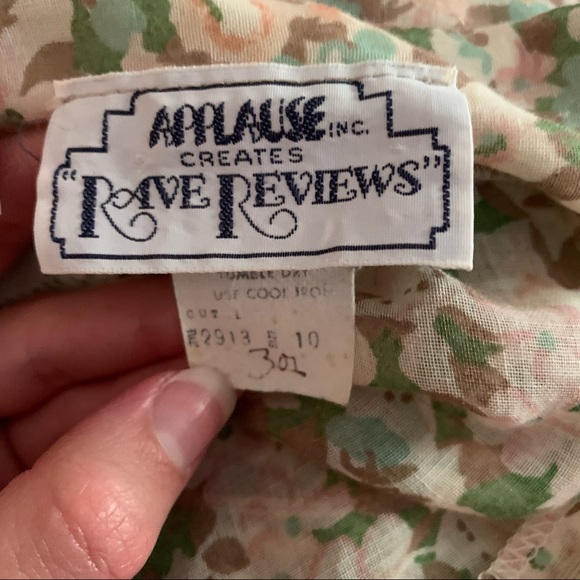 APPLAUSE INC.
CREATES
"RAVE REVIEWS"
TUMBLE DRY
USE COOL IRON
CUT 1
2913 10
302